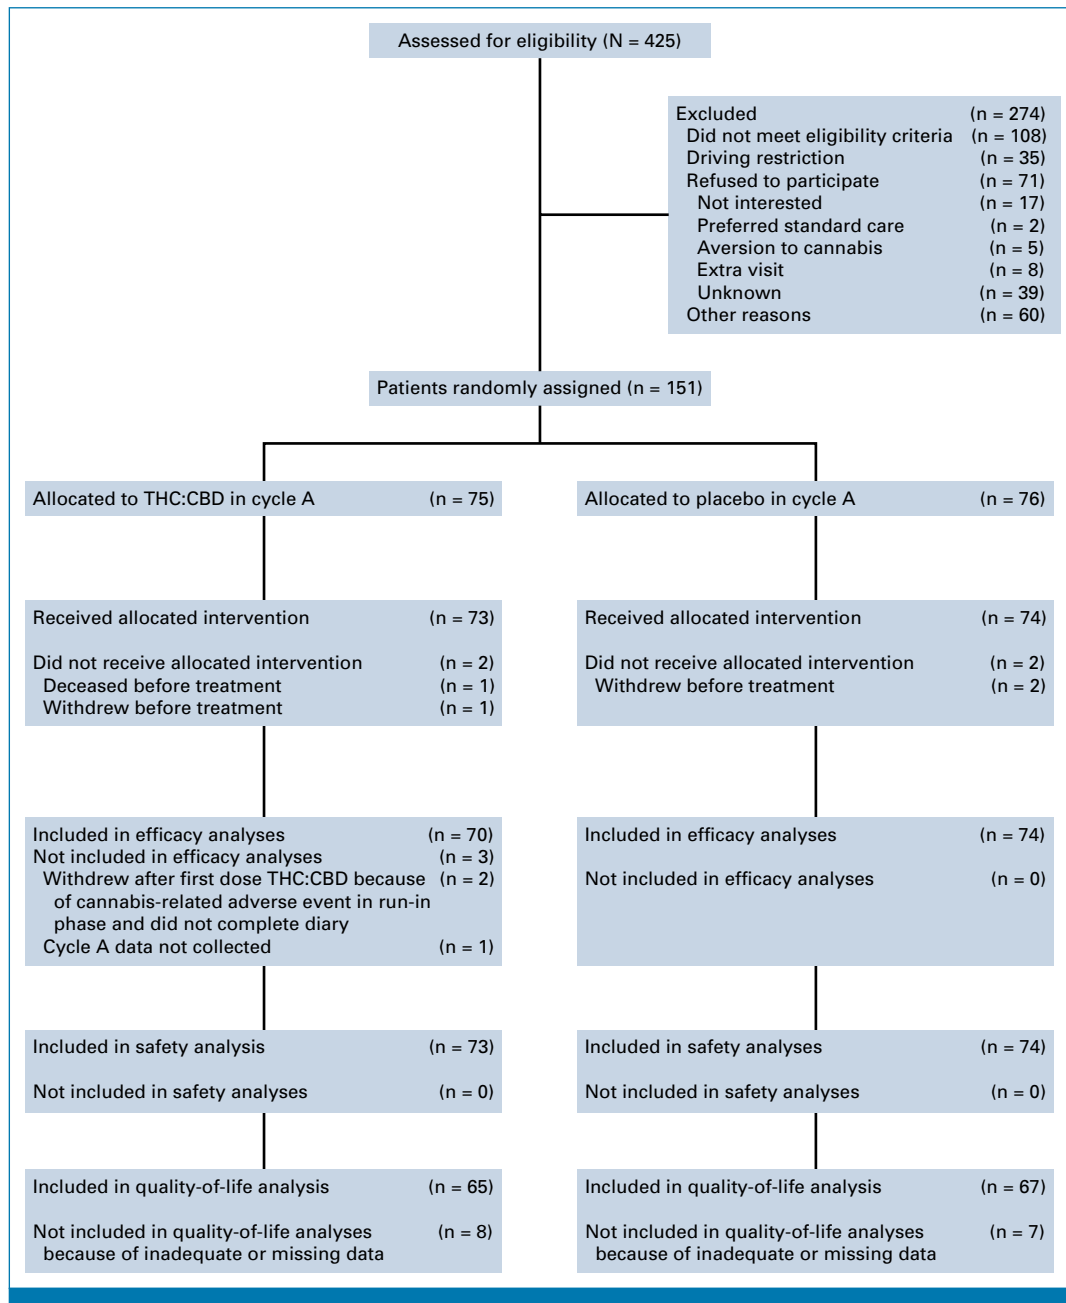 Assessed for eligibility (N = 425)
Excluded (n = 274)
Did not meet eligibility criteria (n = 108)
Driving restriction (n = 35)
Refused to participate (n = 71)
Not interested (n = 17)
Preferred standard care (n = 2)
Aversion to cannabis (n = 5)
Extra visit (n = 8)
Unknown (n = 39)
Other reasons (n = 60)
Patients randomly assigned (n = 151)
Allocated to THC:CBD in cycle A (n = 75)
Allocated to placebo in cycle A (n = 76)
Received allocated intervention (n = 73)
Did not receive allocated intervention (n = 2)
Deceased before treatment (n = 1)
Withdrew before treatment (n = 1)
Received allocated intervention (n = 74)
Did not receive allocated intervention (n = 2)
Withdrew before treatment (n = 2)
Included in efficacy analyses (n = 70)
Not included in efficacy analyses (n = 3)
Withdrew after first dose THC:CBD because (n = 2)
of cannabis-related adverse event in run-in
phase and did not complete diary
Cycle A data not collected (n = 1)
Included in efficacy analyses (n = 74)
Not included in efficacy analyses (n = 0)
Included in safety analysis (n = 73)
Not included in safety analyses (n = 0)
Included in safety analyses (n = 74)
Not included in safety analyses (n = 0)
Included in quality-of-life analysis (n = 65)
Not included in quality-of-life analyses (n = 8)
because of inadequate or missing data
Included in quality-of-life analysis (n = 67)
Not included in quality-of-life analyses (n = 7)
because of inadequate or missing data